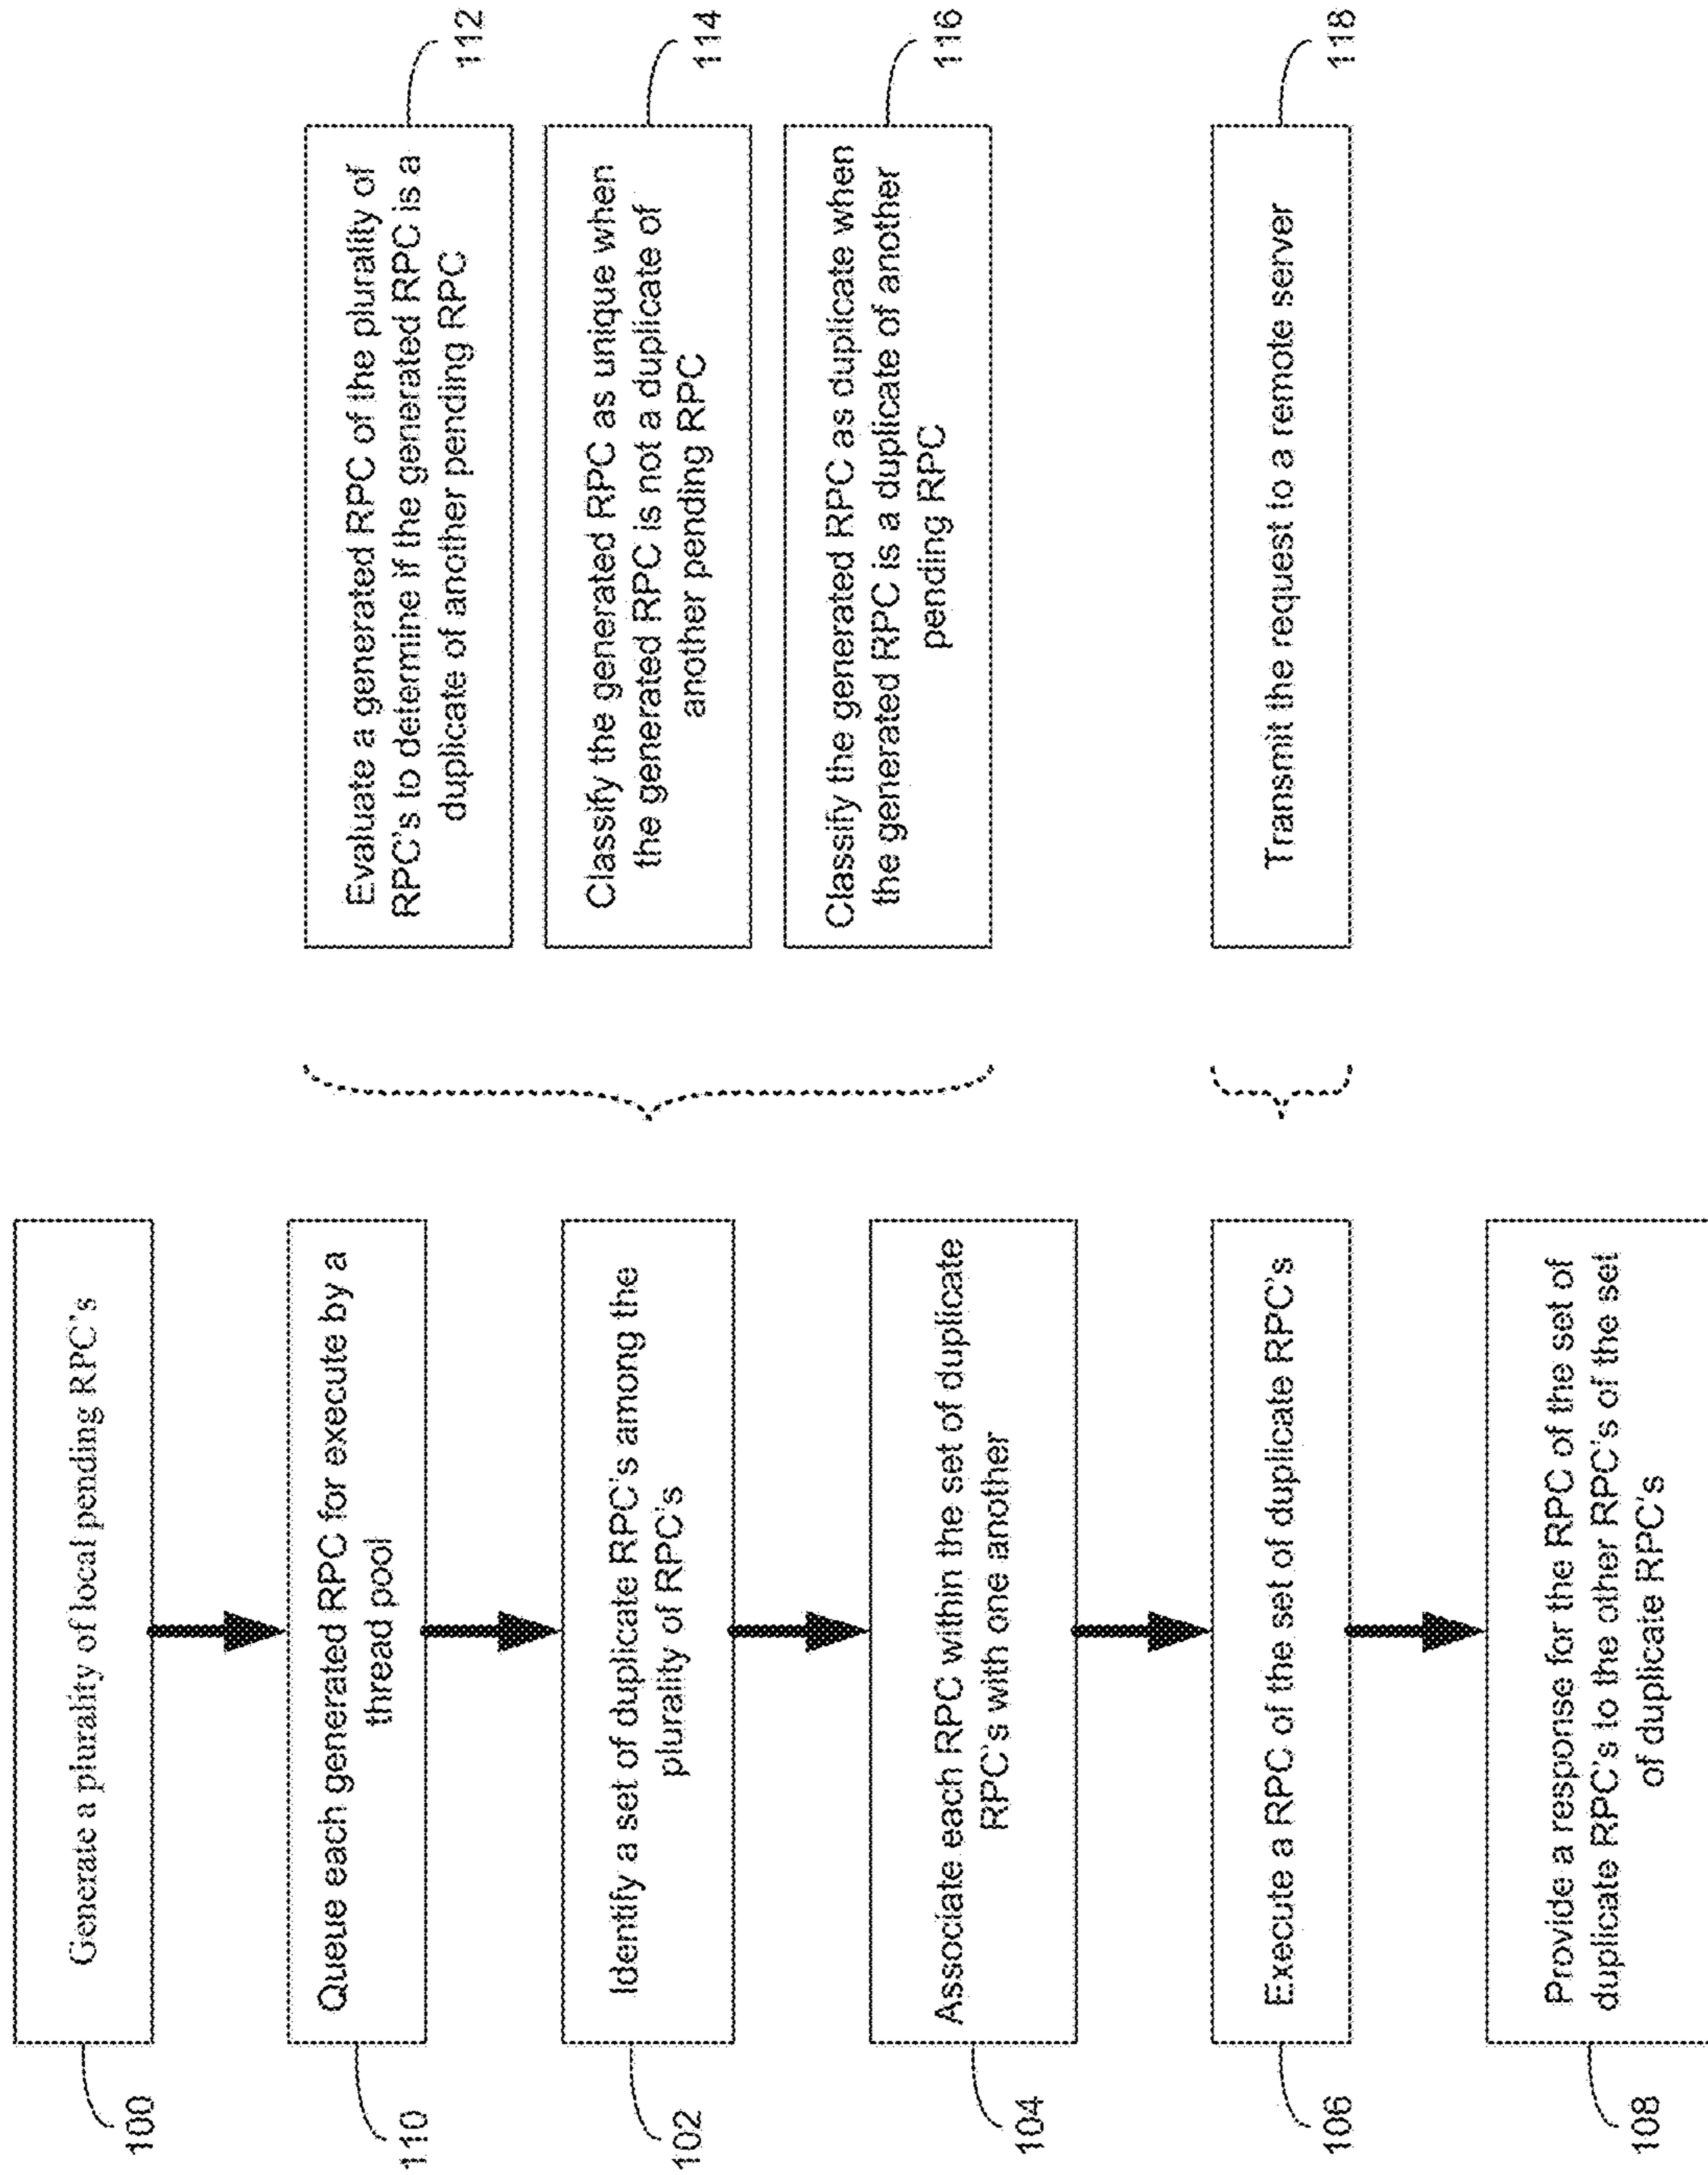 Generate a plurality of local pending RPC's
100
Queue each generated RPC for execute by a
thread pool
110
Identify a set of duplicate RPC's among the
plurality of RPC's
102
Associate each RPC within the set of duplicate
RPC's with one another
104
Execute a RPC of the set of duplicate RPC's
106
Provide a response for the RPC of the set of
duplicate RPC's to the other RPC's of the set
of duplicate RPC's
108
Evaluate a generated RPC of the plurality of
RPC's to determine if the generated RPC is a
duplicate of another pending RPC
112
Classify the generated RPC as unique when
the generated RPC is not a duplicate of
another pending RPC
114
Classify the generated RPC as duplicate when
the generated RPC is a duplicate of another
pending RPC
116
Transmit the request to a remote server
118